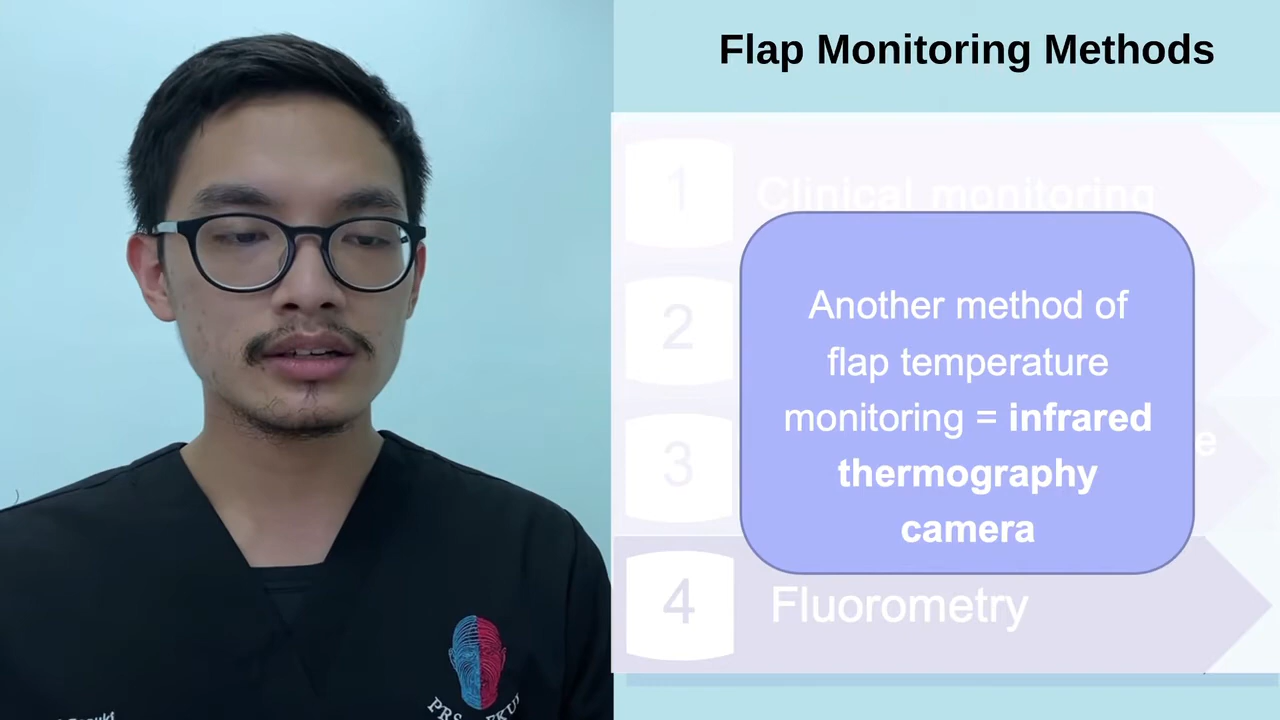 Flap Monitoring Methods
1
Clinical monitoring
Another method of
flap temperature
monitoring = infrared
thermography
camera
2
3
4
Fluorometry